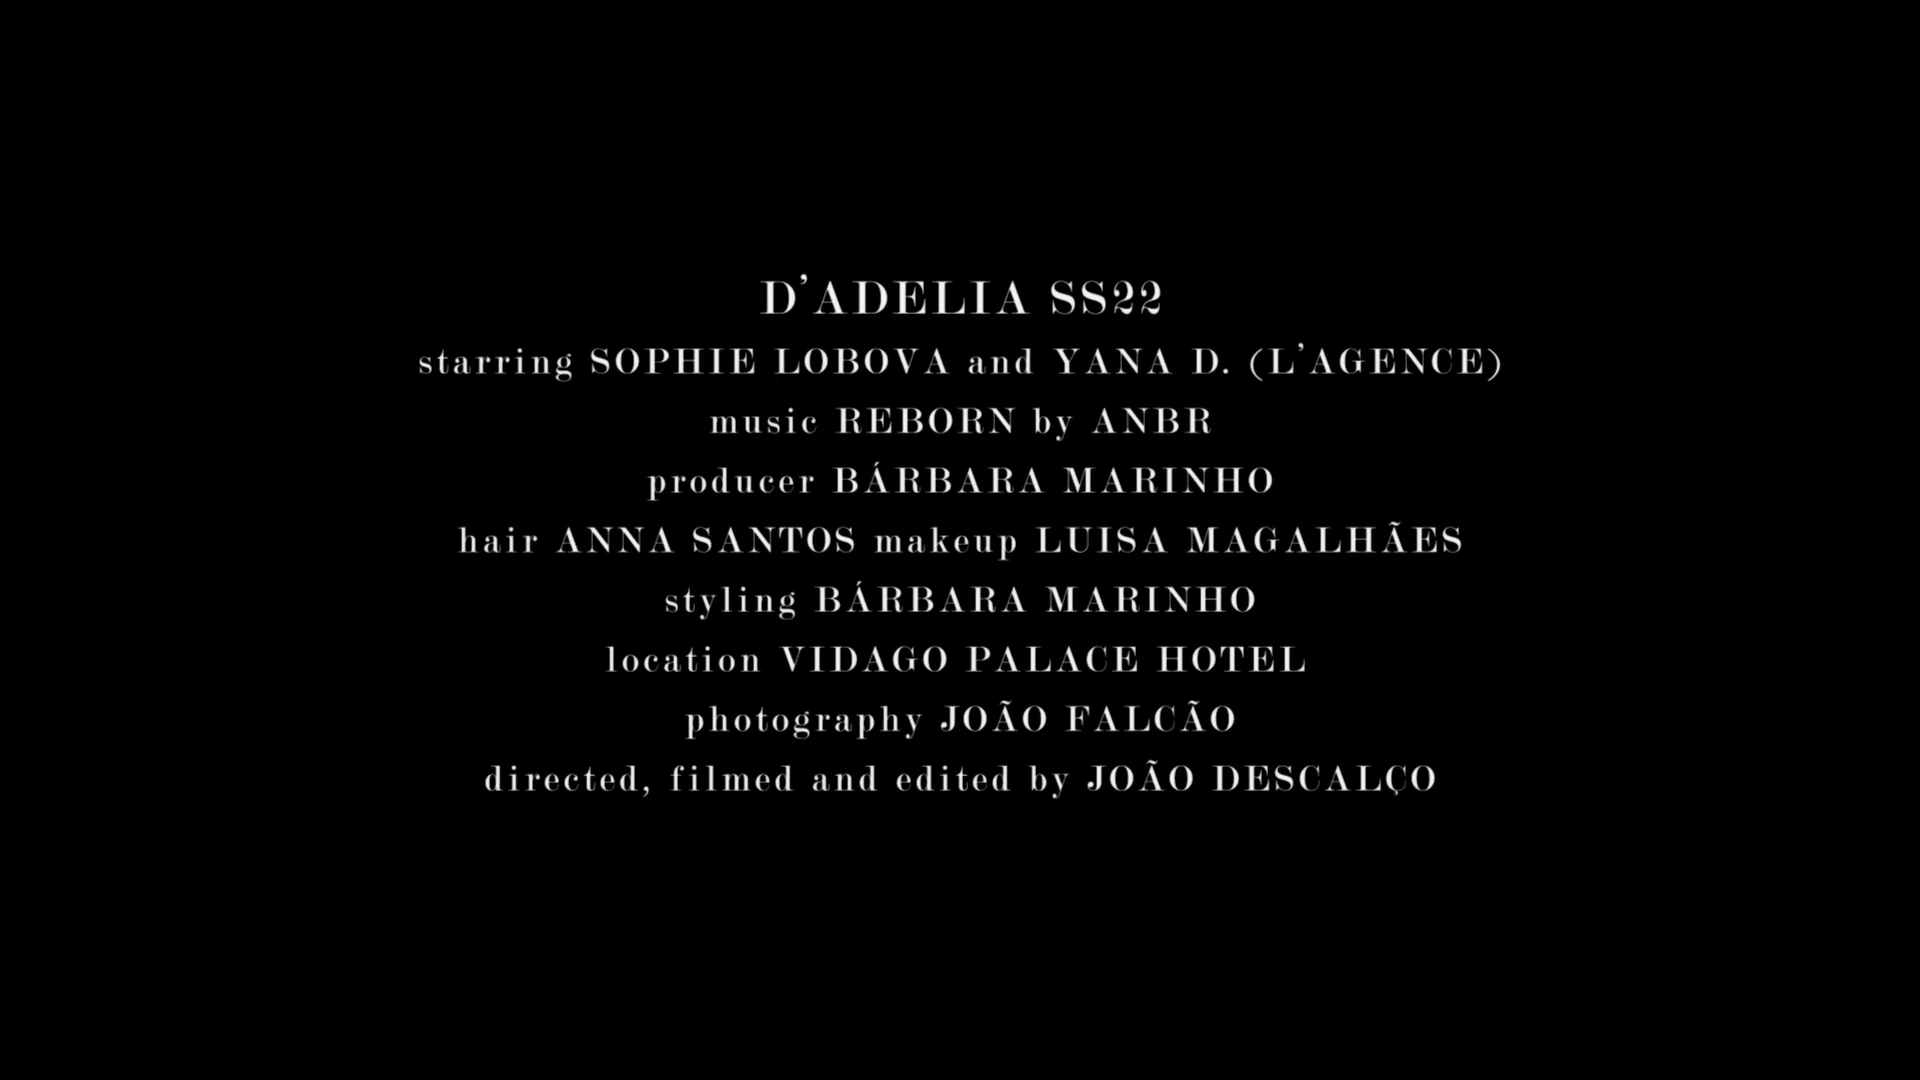 D’ADELIA SS22
starring SOPHIE LOBOVA and YANA D. (L’AGENCE)
music REBORN by ANBR
producer BÁRBARA MARINHO
hair ANNA SANTOS makeup LUISA MAGALHÃES
styling BÁRBARA MARINHO
location VIDAGO PALACE HOTEL
photography JOÃO FALCÃO
directed, filmed and edited by JOÃO DESCALÇO